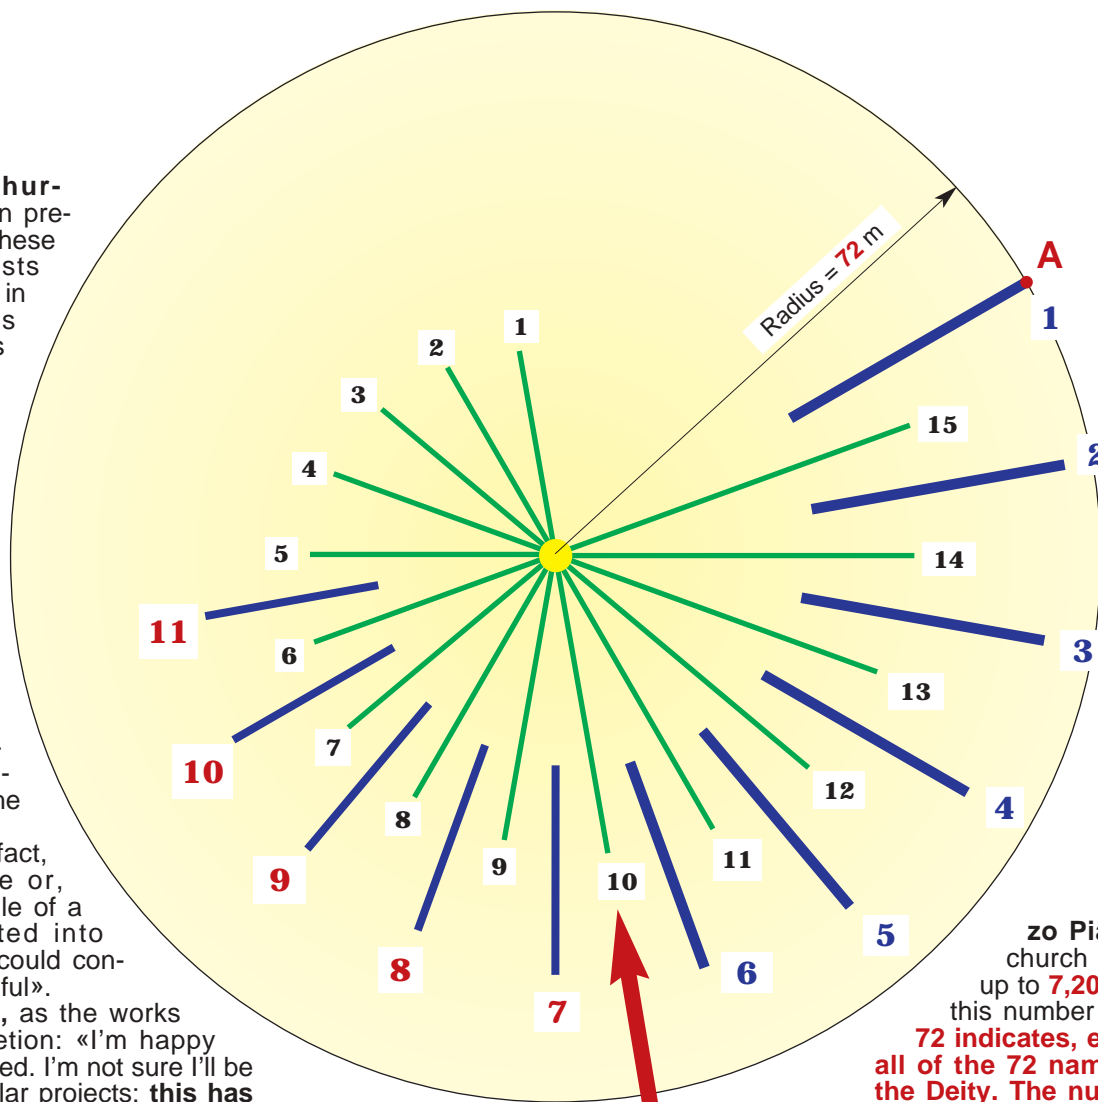 hur-
n pre-
hese
sts
in
s
s
-
ne
fact,
e or,
le of a
ted into
could con-
ful».
, as the works
etion: «I'm happy
ed. I'm not sure I'll be
lar projects: this has
Radius = 72 m
A
1
2
3
4
5
6
7
8
9
10
11
1
2
3
4
5
6
7
8
9
10
11
12
13
14
15
zo Pia
church
up to 7,20
this number
72 indicates, e
all of the 72 nam
the Deity. The nu